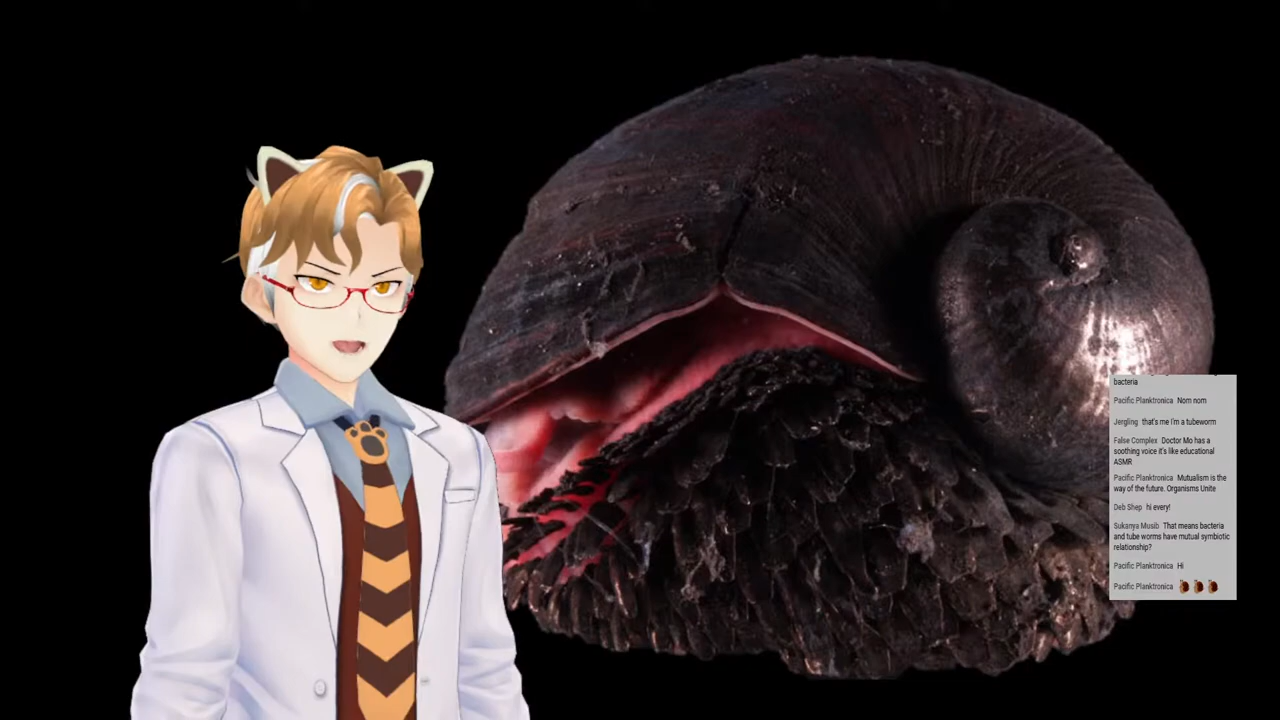 bacteria
Pacific Planktronica Nom nom
Jergling that's me i'm a tubeworm
False Complex Doctor Mo has a
soothing voice it's like educational
ASMR
Pacific Planktronica Mutualism is the
way of the future. Organisms Unite
Deb Shep hi every!
Sukanya Musib That means bacteria
and tube worms have mutual symbiotic
relationship?
Pacific Planktronica Hi
Pacific Planktronica